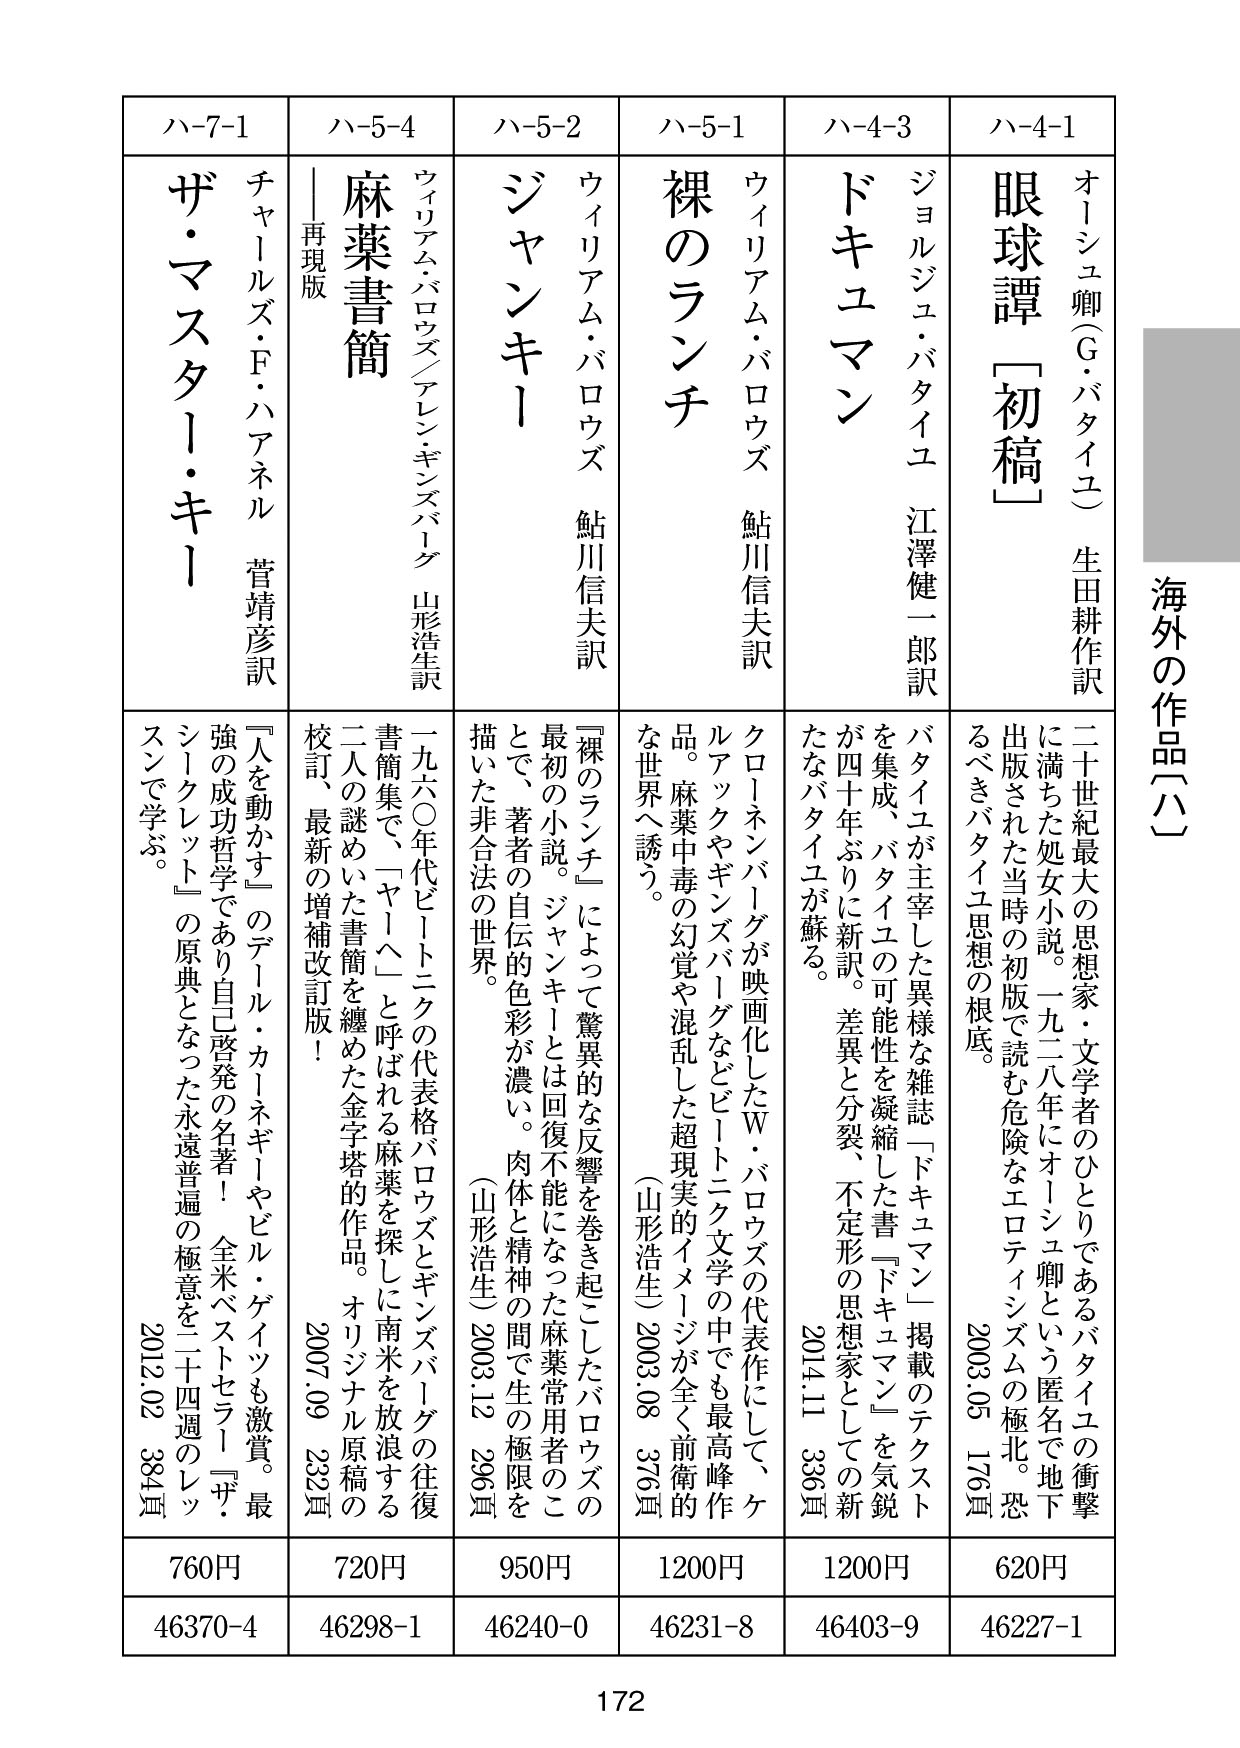 海外の作品〔ハ〕
ハ-4-1
オーシュ卿（G・バタイユ）　生田耕作訳
眼球譚［初稿］
二十世紀最大の思想家・文学者のひとりであるバタイユの衝撃
に満ちた処女小説。一九二八年にオーシュ卿という匿名で地下
出版された当時の初版で読む危険なエロティシズムの極北。恐
るべきバタイユ思想の根底。　2003.05　176頁
620円
46227-1
ハ-4-3
ジョルジュ・バタイユ　江澤健一郎訳
ドキュマン
バタイユが主宰した異様な雑誌「ドキュマン」掲載のテクスト
を集成、バタイユの可能性を凝縮した書『ドキュマン』を気鋭
が四十年ぶりに新訳。差異と分裂、不定形の思想家としての新
たなバタイユが蘇る。　2014.11　336頁
1200円
46403-9
ハ-5-1
ウィリアム・バロウズ　鮎川信夫訳
裸のランチ
クローネンバーグが映画化したW・バロウズの代表作にして、ケ
ルアックやギンズバーグなどビートニク文学の中でも最高峰作
品。麻薬中毒の幻覚や混乱した超現実的イメージが全く前衛的
な世界へ誘う。　（山形浩生）2003.08　376頁
1200円
46231-8
ハ-5-2
ウィリアム・バロウズ　鮎川信夫訳
ジャンキー
『裸のランチ』によって驚異的な反響を巻き起こしたバロウズの
最初の小説。ジャンキーとは回復不能になった麻薬常用者のこ
とで、著者の自伝的色彩が濃い。肉体と精神の間で生の極限を
描いた非合法の世界。　（山形浩生）2003.12　296頁
950円
46240-0
ハ-5-4
ウィリアム・バロウズ／アレン・ギンズバーグ　山形浩生訳
麻薬書簡
――再現版
一九六〇年代ビートニクの代表格バロウズとギンズバーグの往復
書簡集で、「ヤーヘ」と呼ばれる麻薬を探しに南米を放浪する
二人の謎めいた書簡を纏めた金字塔的作品。オリジナル原稿の
校訂、最新の増補改訂版！　2007.09　232頁
720円
46298-1
ハ-7-1
チャールズ・F・ハアネル　菅靖彦訳
ザ・マスター・キー
『人を動かす』のデール・カーネギーやビル・ゲイツも激賞。最
強の成功哲学であり自己啓発の名著！　全米ベストセラー『ザ・
シークレット』の原典となった永遠普遍の極意を二十四週のレッ
スンで学ぶ。　2012.02　384頁
760円
46370-4
172